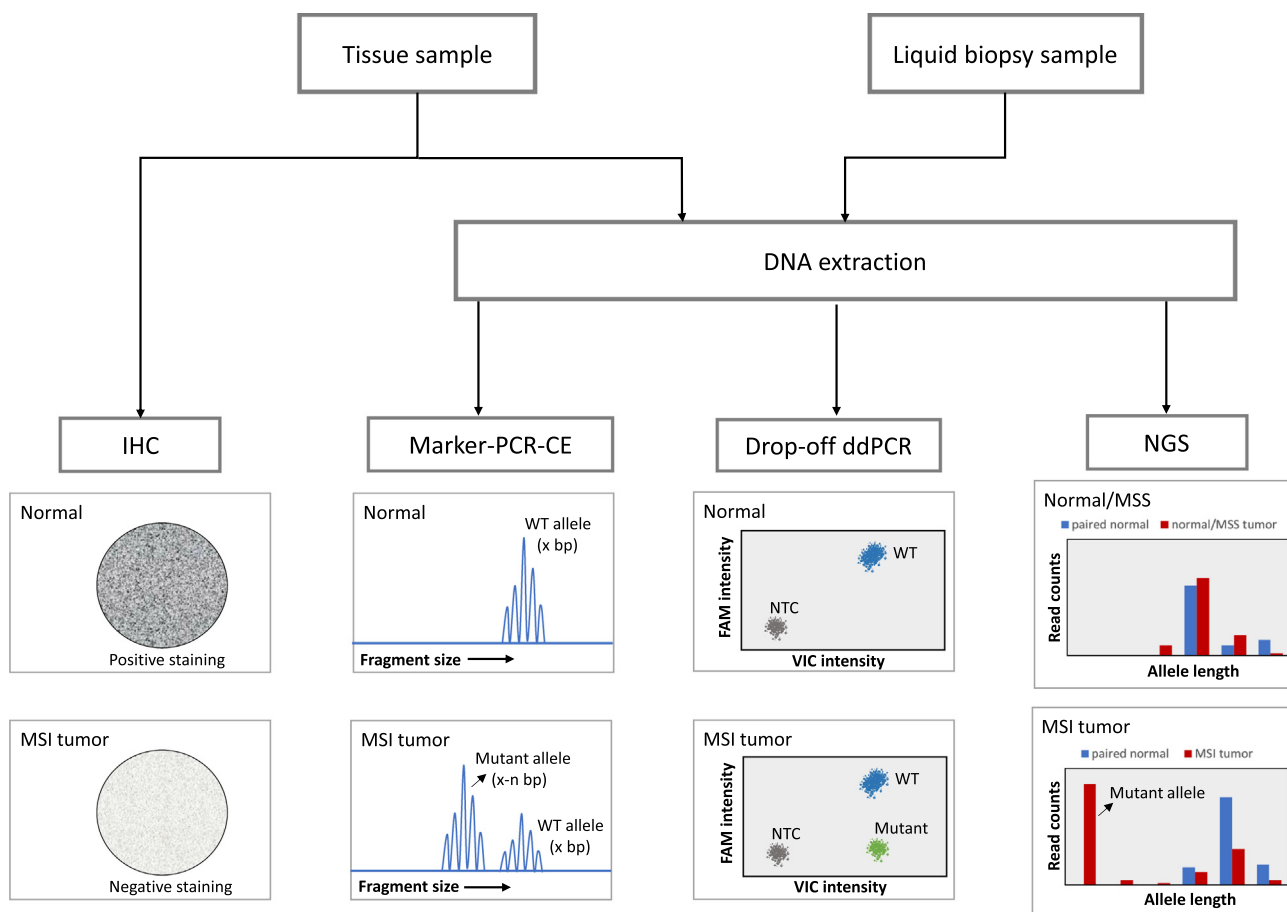 Tissue sample
Liquid biopsy sample
DNA extraction
IHC
Marker-PCR-CE
Drop-off ddPCR
NGS
Normal
Positive staining
Normal
WT allele
(x bp)
Fragment size
Normal
FAM intensity
WT
NTC
VIC intensity
Normal/MSS
paired normal
normal/MSS tumor
Read counts
Allele length
MSI tumor
Negative staining
MSI tumor
Mutant allele
(x-n bp)
WT allele
(x bp)
Fragment size
MSI tumor
FAM intensity
WT
NTC
Mutant
VIC intensity
MSI tumor
paired normal
MSI tumor
Read counts
Mutant allele
Allele length